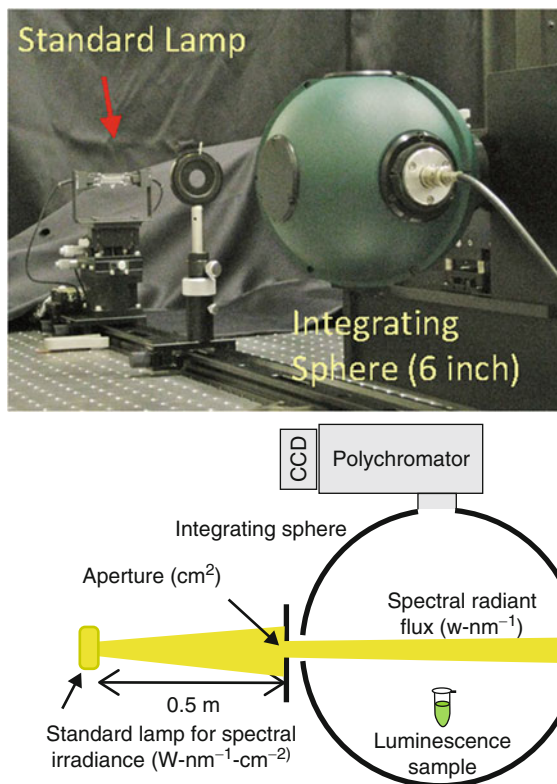 Standard Lamp
Integrating
Sphere (6 inch)
CCD
Polychromator
Integrating sphere
Aperture (cm²)
Spectral radiant
flux (w-nm⁻¹)
0.5 m
Standard lamp for spectral
irradiance (W-nm⁻¹-cm⁻²)
Luminescence
sample